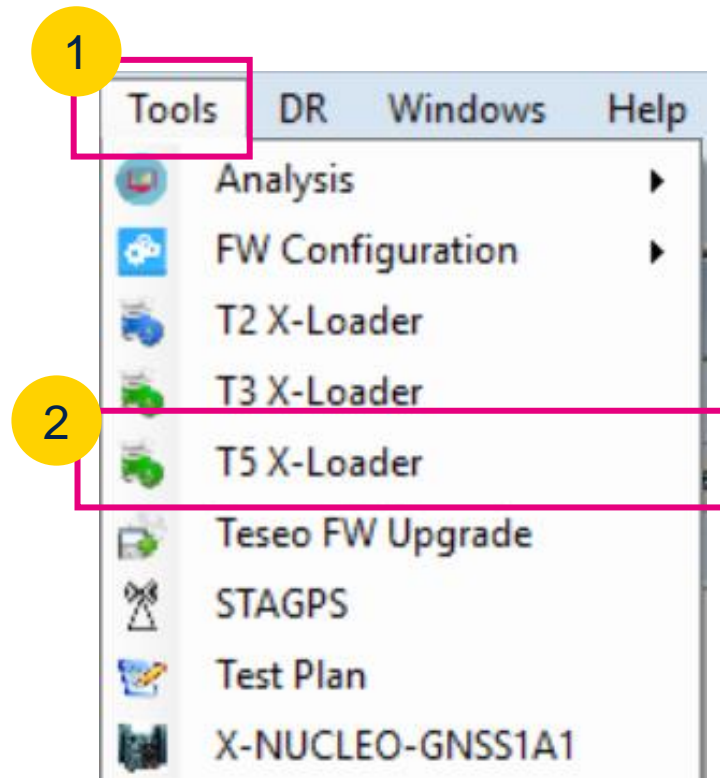 1
Tools DR Windows Help
Analysis
FW Configuration
T2 X-Loader
T3 X-Loader
2
T5 X-Loader
Teseo FW Upgrade
STAGPS
Test Plan
X-NUCLEO-GNSS1A1